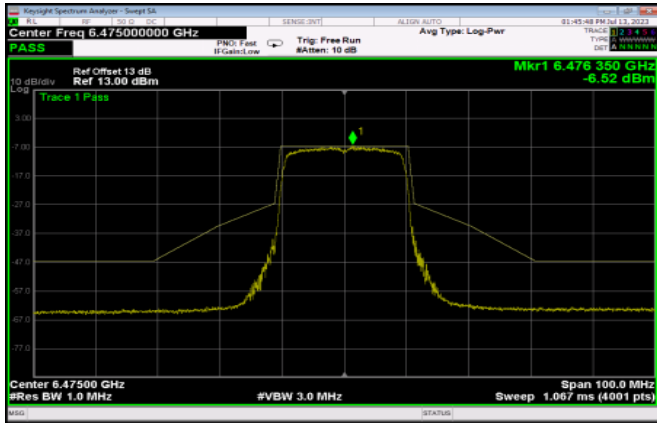 Keysight Spectrum Analyzer - Swept SA
RL RF 50 Ω DC SENSE:INT ALIGN AUTO 01:45:48 PM Jul 13, 2023
Center Freq 6.475000000 GHz Avg Type: Log-Pwr TRACE 1 2 3 4 5 6
PNO: Fast Trig: Free Run TYPE A
PASS IFGain:Low #Atten: 10 dB DET A N N N N N
Mkr1 6.476 350 GHz
Ref Offset 13 dB
10 dB/div Ref 13.00 dBm -6.52 dBm
Log
Trace 1 Pass
3.00
1
-7.00
-17.0
-27.0
-37.0
-47.0
-57.0
-67.0
-77.0
Center 6.47500 GHz Span 100.0 MHz
#Res BW 1.0 MHz #VBW 3.0 MHz Sweep 1.067 ms (4001 pts)
MSG STATUS